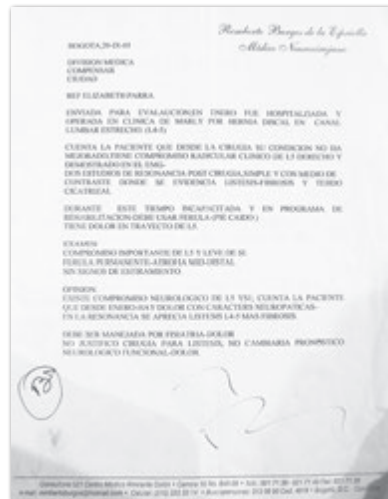 Remberto Burgos de la Espriella
Médico Neurocirujano
BOGOTA,
DIVISION MEDICA
COMPENSAR
CIUDAD
REF ELIZABETH PARRA
ENVIADA PARA EVALAUCION,EN ENERO FUE HOSPITALIZADA Y
OPERADA EN CLINICA DE MARLY POR HERNIA DISCAL EN CANAL
LUMBAR ESTRECHO (L4-5)
CUENTA LA PACIENTE QUE DESDE LA CIRUGIA SU CONDICION NO HA
MEJORADO,TIENE COMPROMISO RADICULAR CLINICO DE L5 DERECHO Y
DEMOSTRADO EN EL EMG-
DOS ESTUDIOS DE RESONANCIA POST CIRUGIA,SIMPLE Y CON MEDIO DE
CONTRASTE DONDE SE EVIDENCIA LISTESIS-FIBROSIS Y TEJIDO
CICATRIZAL
DURANTE ESTE TIEMPO INCAPACITADA Y EN PROGRAMA DE
REHABILITACION-DEBE USAR FERULA (PIE CAIDO)
TIENE DOLOR EN TRAYECTO DE L5
EXAMEN:
COMPROMISO IMPORTANTE DE L5 Y LEVE DE
FERULA PERMANENTE-ATROFIA MID-DISTAL
SIN SIGNOS DE ESTIRAMIENTO
OPINION:
EXISTE COMPROMISO NEUROLOGICO DE L5 CUENTA LA PACIENTE
QUE DESDE ENERO-HAY DOLOR CON CARACTERES NEUROPATICAS-
EN LA RESONANCIA SE APRECIA LISTESIS L4-5 MAS FIBROSIS
DEBE SER MANEJADA POR FISIATRIA-DOLOR
NO JUSTIFICO CIRUGIA PARA LISTESIS, NO CAMBIARIA PRONOSTICO
NEUROLOGICO FUNCIONAL-DOLOR